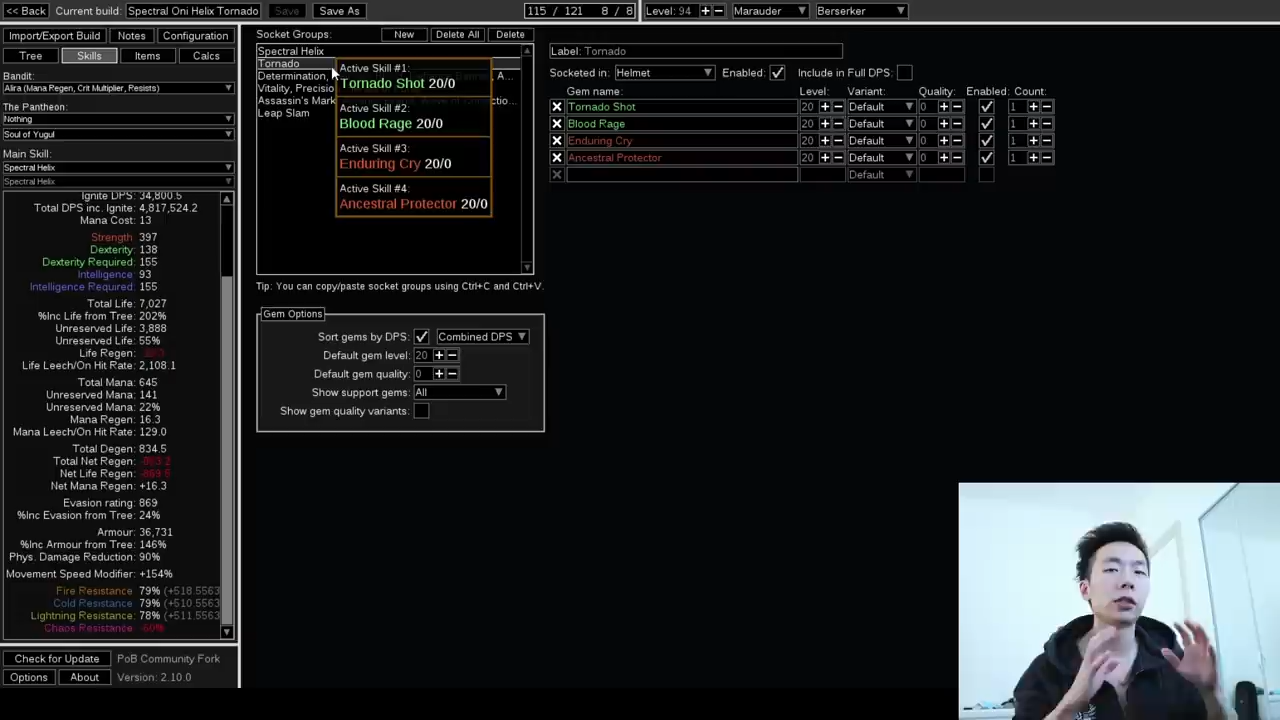 << Back Current build: Spectral Oni Helix Tornado Save Save As 115 / 121 8 / 8 Level: 94 + - Marauder Berserker
Import/Export Build Notes Configuration
Tree Skills Items Calcs
Bandit:
Alira (Mana Regen, Crit Multiplier, Resists)
The Pantheon:
Nothing
Soul of Yugul
Main Skill:
Spectral Helix
Spectral Helix
Ignite DPS: 34,800.5
Total DPS inc. Ignite: 4,817,524.2
Mana Cost: 13
Strength: 397
Dexterity: 138
Dexterity Required: 155
Intelligence: 93
Intelligence Required: 155
Total Life: 7,027
%Inc Life from Tree: 202%
Unreserved Life: 3,888
Unreserved Life: 55%
Life Regen:
Life Leech/On Hit Rate: 2,108.1
Total Mana: 645
Unreserved Mana: 141
Unreserved Mana: 22%
Mana Regen: 16.3
Mana Leech/On Hit Rate: 129.0
Total Degen: 834.5
Total Net Regen:
Net Life Regen:
Net Mana Regen: +16.3
Evasion rating: 869
%Inc Evasion from Tree: 24%
Armour: 36,731
%Inc Armour from Tree: 146%
Phys. Damage Reduction: 90%
Movement Speed Modifier: +154%
Fire Resistance: 79% (+518.5563
Cold Resistance: 79% (+510.5563
Lightning Resistance: 78% (+511.5563
Chaos Resistance: -60%
Check for Update PoB Community Fork
Options About Version: 2.10.0
Socket Groups: New Delete All Delete
Spectral Helix
Tornado
Determination, A...
Vitality, Precisio
Assassin's Mark
Leap Slam
Active Skill #1:
Tornado Shot 20/0
Active Skill #2:
Blood Rage 20/0
Active Skill #3:
Enduring Cry 20/0
Active Skill #4:
Ancestral Protector 20/0
Tip: You can copy/paste socket groups using Ctrl+C and Ctrl+V.
Gem Options
Sort gems by DPS: Combined DPS
Default gem level: 20 + -
Default gem quality: 0 + -
Show support gems: All
Show gem quality variants:
Label: Tornado
Socketed in: Helmet Enabled: Include in Full DPS:
Gem name: Level: Variant: Quality: Enabled: Count:
Tornado Shot 20 + - Default 0 + - 1 + -
Blood Rage 20 + - Default 0 + - 1 + -
Enduring Cry 20 + - Default 0 + - 1 + -
Ancestral Protector 20 + - Default 0 + - 1 + -
Default